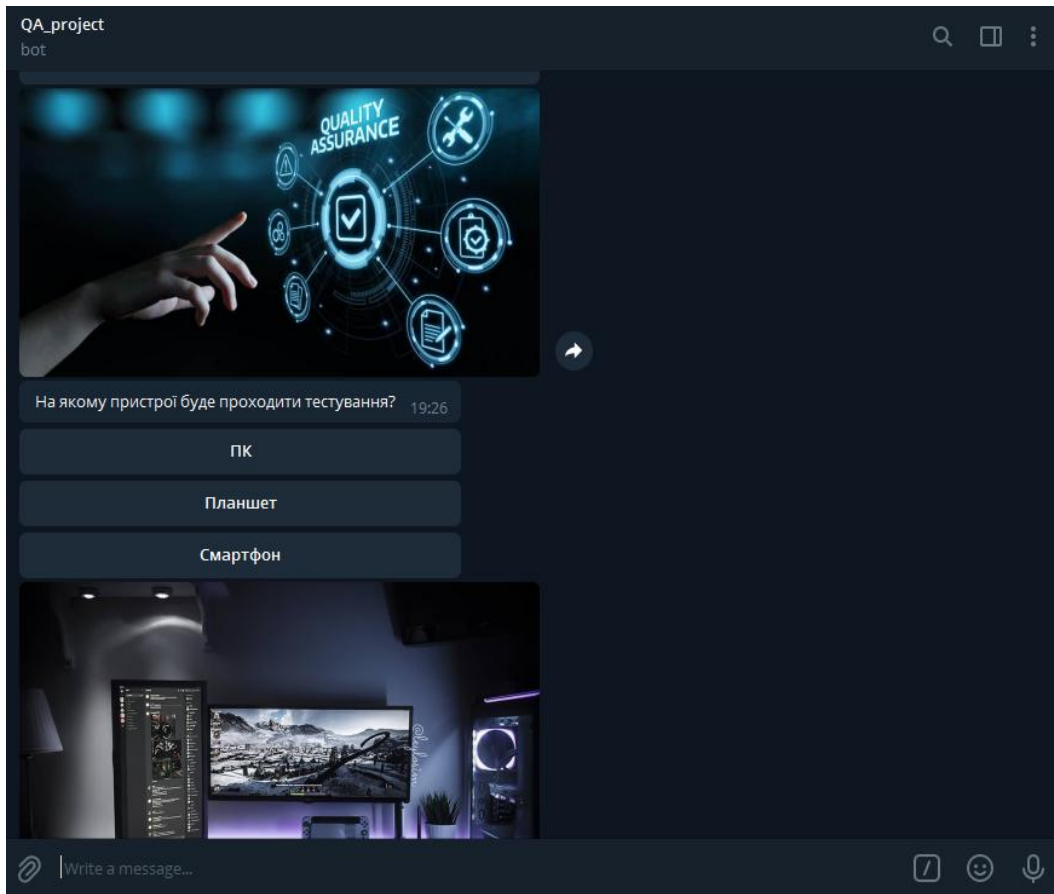 QA_project
bot
QUALITY
ASSURANCE
На якому пристрої буде проходити тестування?
19:26
ПК
Планшет
Смартфон
Write a message...